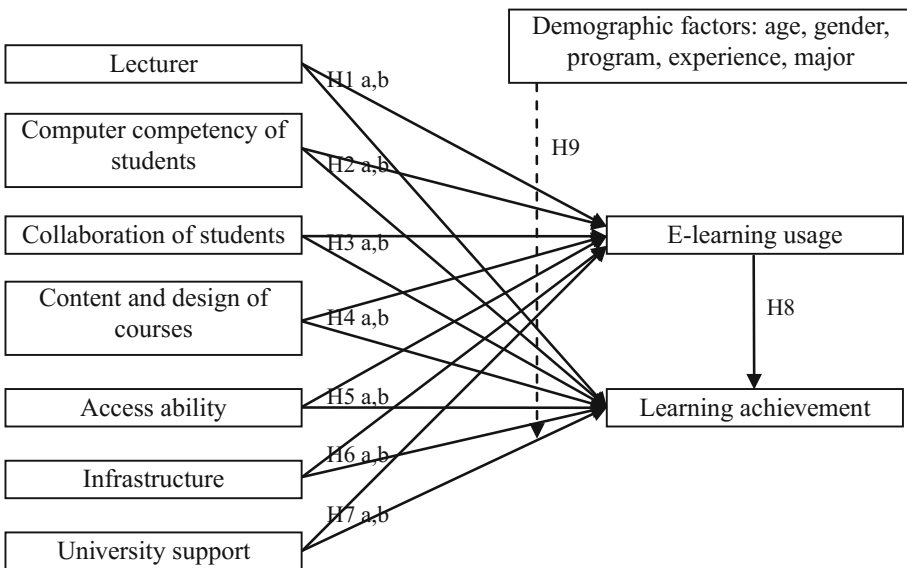 Demographic factors: age, gender,
program, experience, major
Lecturer
H1 a,b
Computer competency of
students
H2 a,b
H9
Collaboration of students
H3 a,b
E-learning usage
Content and design of
courses
H4 a,b
H8
Access ability
H5 a,b
Learning achievement
Infrastructure
H6 a,b
University support
H7 a,b